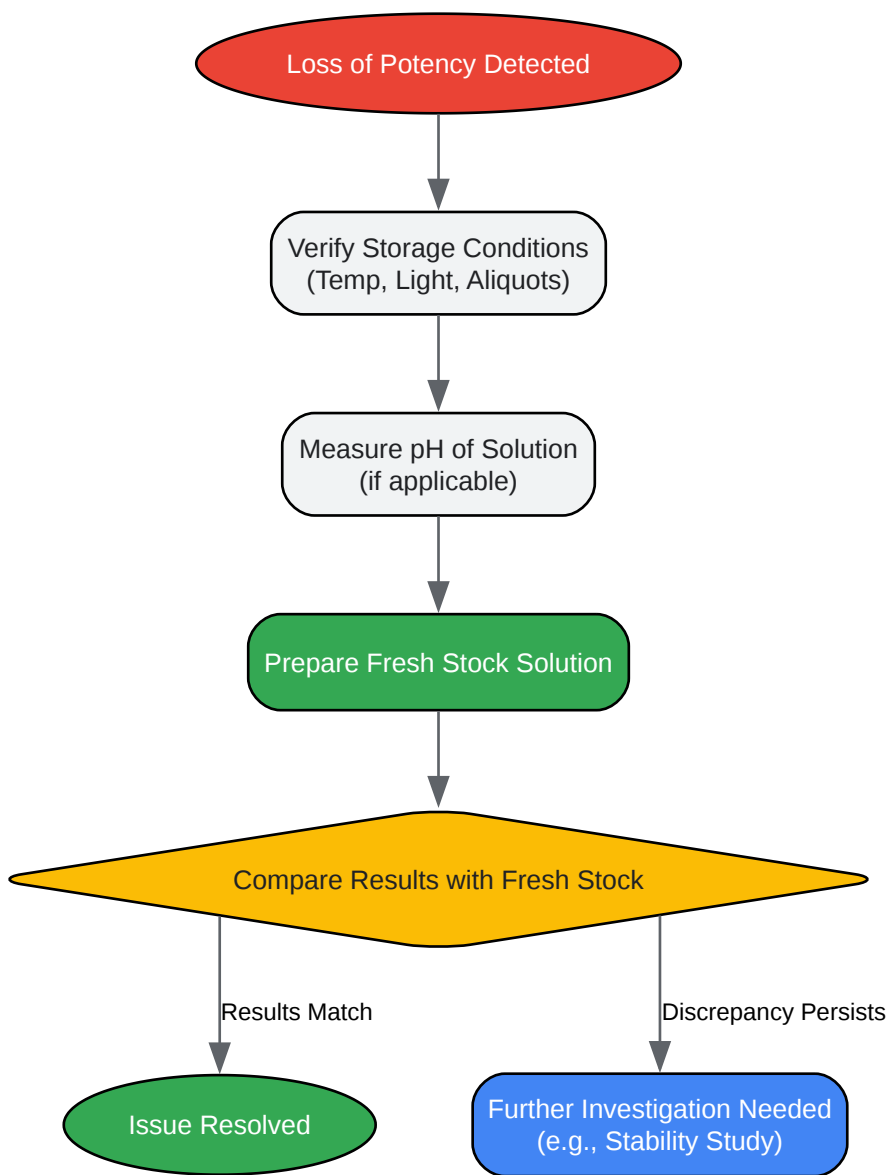 Loss of Potency Detected
Verify Storage Conditions
(Temp, Light, Aliquots)
Measure pH of Solution
(if applicable)
Prepare Fresh Stock Solution
Compare Results with Fresh Stock
Results Match
Discrepancy Persists
Issue Resolved
Further Investigation Needed
(e.g., Stability Study)